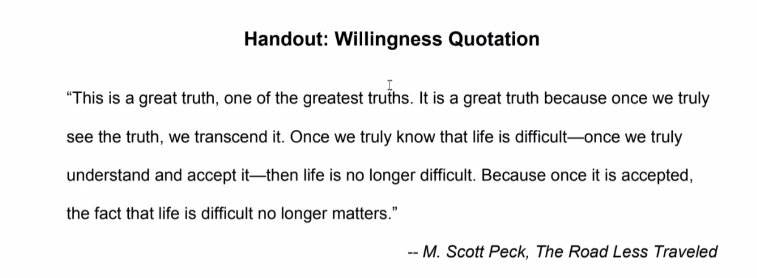 Handout: Willingness Quotation
“This is a great truth, one of the greatest truths. It is a great truth because once we truly
see the truth, we transcend it. Once we truly know that life is difficult—once we truly
understand and accept it—then life is no longer difficult. Because once it is accepted,
the fact that life is difficult no longer matters.”
-- M. Scott Peck, The Road Less Traveled